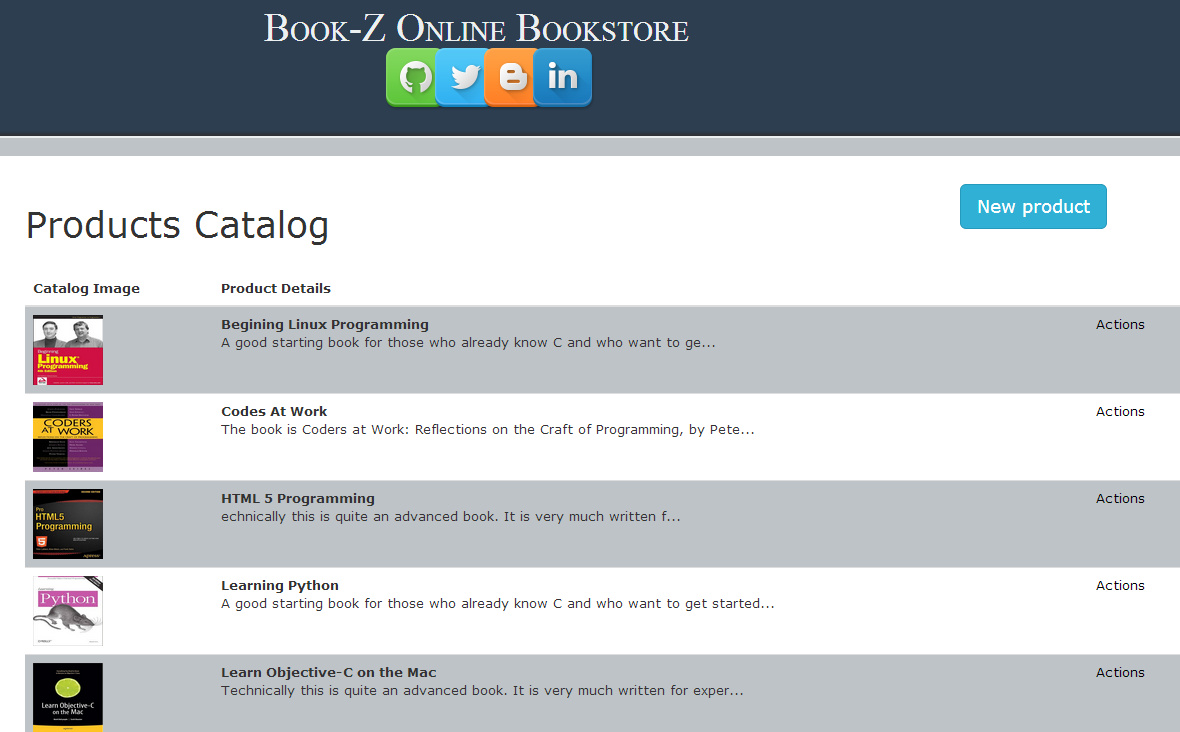 Book-Z Online Bookstore
in
Products Catalog
New product
Catalog Image
Product Details
Begining Linux Programming
Actions
A good starting book for those who already know C and who want to ge...
beginning
Linux
Programming
Codes At Work
Actions
The book is Coders at Work: Reflections on the Craft of Programming, by Pete...
CODERS
AT WORK
HTML 5 Programming
Actions
echnically this is quite an advanced book. It is very much written f...
Pro
HTML5
Programming
5
Apress
Learning Python
Actions
A good starting book for those who already know C and who want to get started...
Python
Learn Objective-C on the Mac
Actions
Technically this is quite an advanced book. It is very much written for exper...
Learn Objective-C
on the Mac